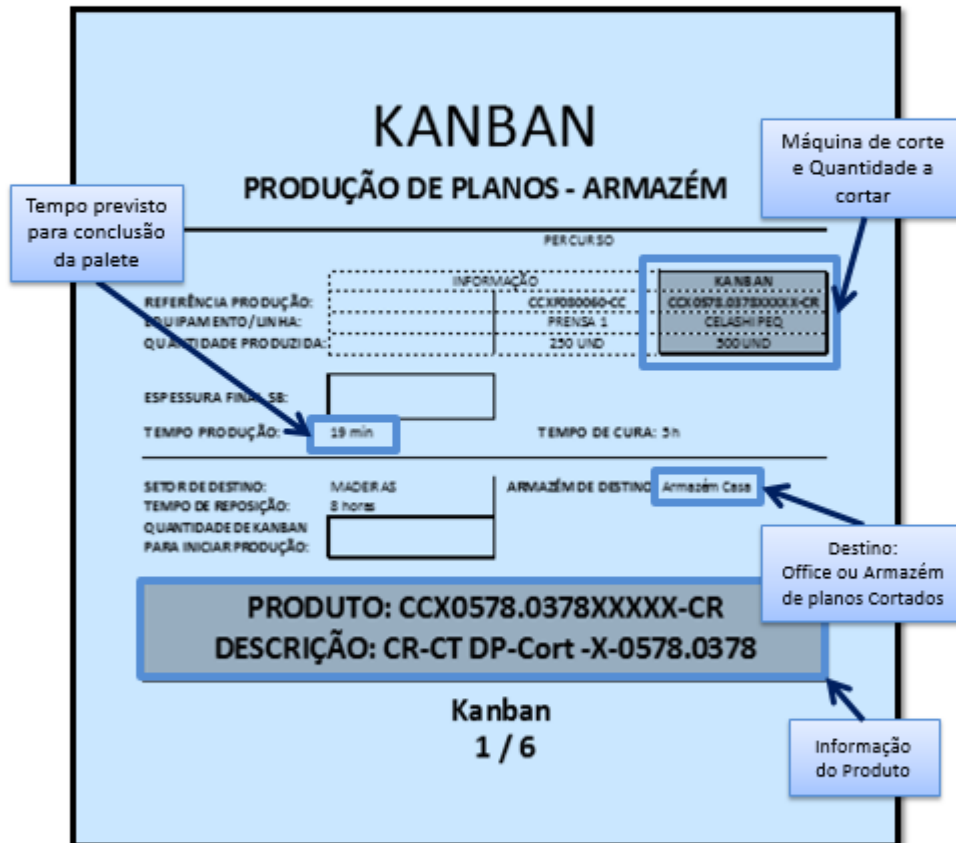 KANBAN
PRODUÇÃO DE PLANOS - ARMAZÉM
Máquina de corte
e Quantidade a
cortar
Tempo previsto
para conclusão
da palete
PERCURSO
INFORMAÇÃO KANBAN
REFERÊNCIA PRODUÇÃO: CCXF080060-CC CCX0578.0378XXXXX-CR
EQUIPAMENTO/LINHA: PRENSA 1 CELASHI PEQ
QUANTIDADE PRODUZIDA: 250 UND 500 UND
ESPESSURA FINAL SB:
TEMPO PRODUÇÃO: 19 min TEMPO DE CURA: 3h
SETOR DE DESTINO: MADEIRAS ARMAZÉM DE DESTINO Armazém Casa
TEMPO DE REPOSIÇÃO: 8 horas
QUANTIDADE DE KANBAN
PARA INICIAR PRODUÇÃO:
Destino:
Office ou Armazém
de planos Cortados
PRODUTO: CCX0578.0378XXXXX-CR
DESCRIÇÃO: CR-CT DP-Cort -X-0578.0378
Kanban
1 / 6
Informação
do Produto